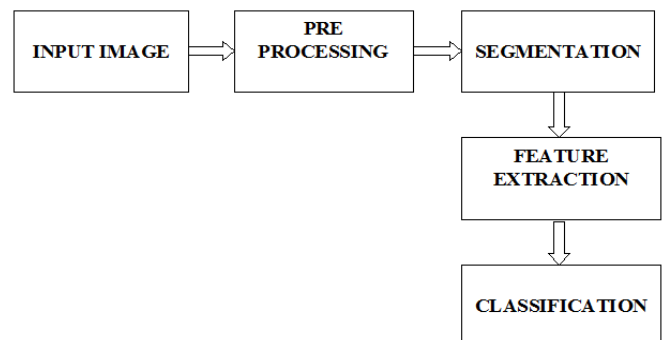 INPUT IMAGE
PRE
PROCESSING
SEGMENTATION
FEATURE
EXTRACTION
CLASSIFICATION